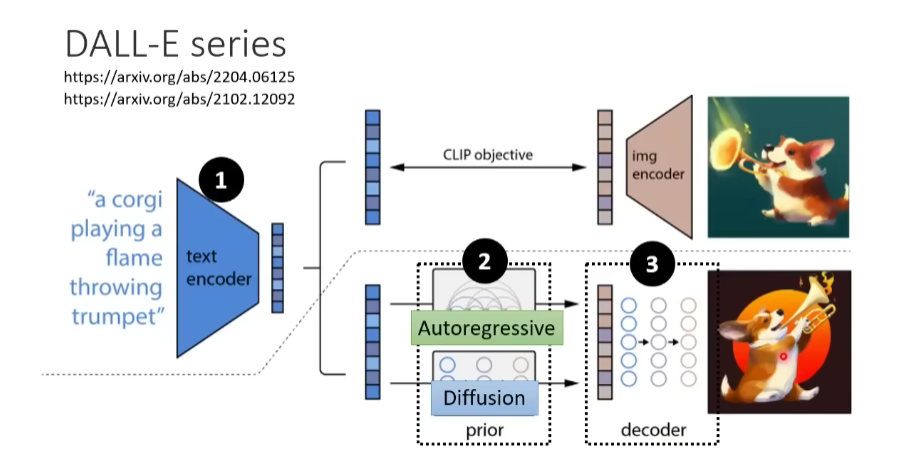 DALL-E series
https://arxiv.org/abs/2204.06125
https://arxiv.org/abs/2102.12092
1
“a corgi
playing a
flame
throwing
trumpet”
text
encoder
CLIP objective
img
encoder
2
Autoregressive
Diffusion
prior
3
decoder